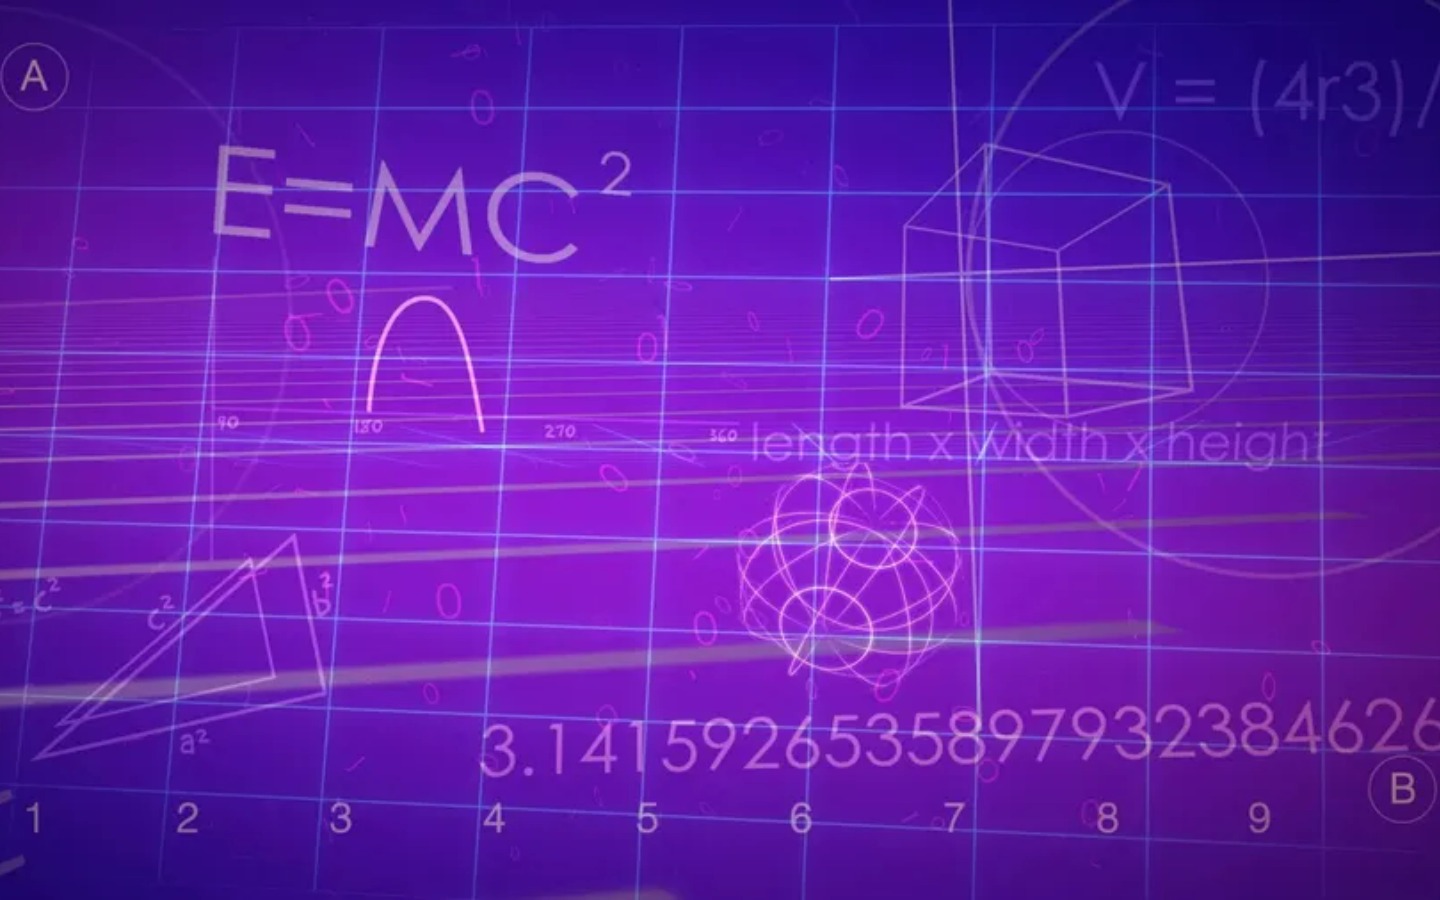 A
V = (4r3)/
E=MC²
90 180 270 360
length x width x height
= c²
c²
b²
a²
3.1415926535897932384626
B
1 2 3 4 5 6 7 8 9